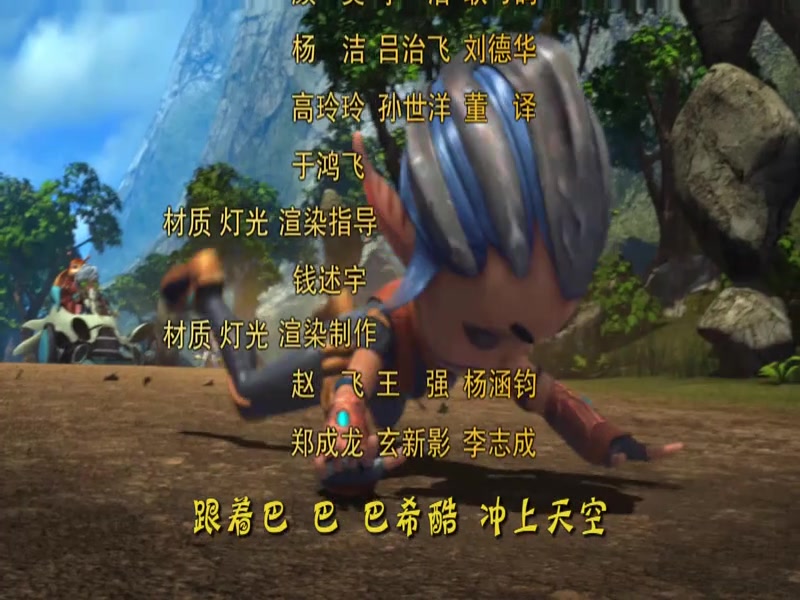 杨 洁 吕治飞 刘德华
高玲玲 孙世洋 董 译
于鸿飞
材质 灯光 渲染指导
钱述宇
材质 灯光 渲染制作
赵 飞 王 强 杨涵钧
郑成龙 玄新影 李志成
跟着巴 巴 巴希酷 冲上天空